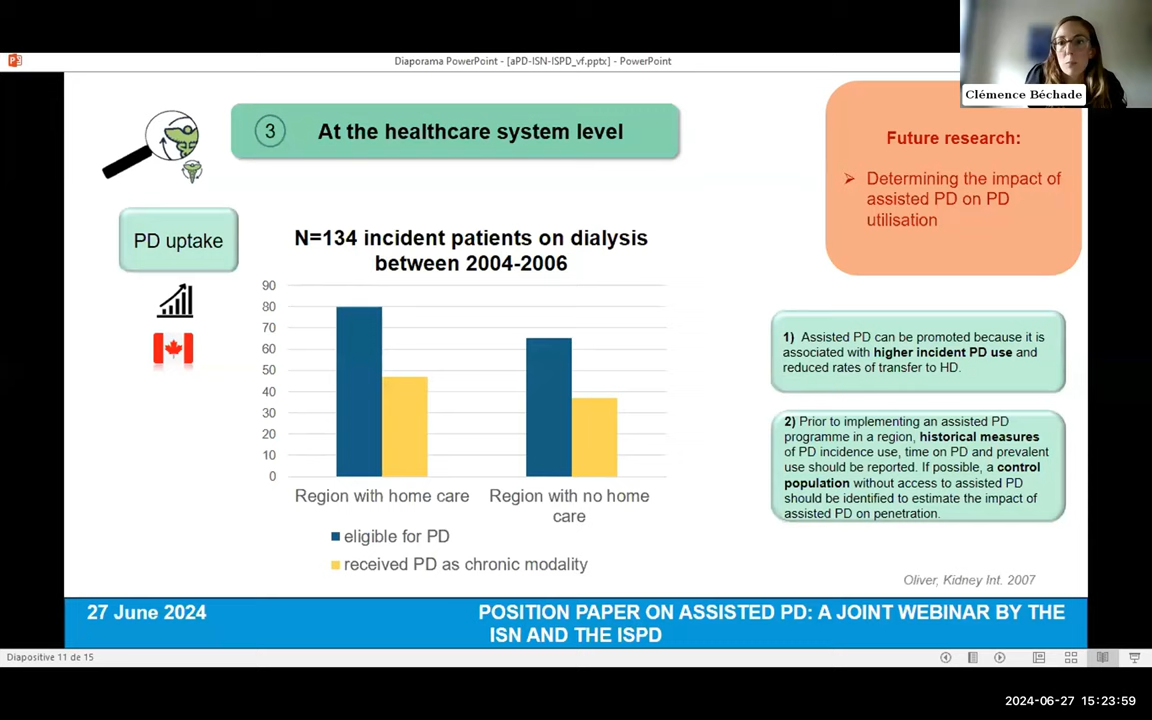 Diaporama PowerPoint - [aPD-ISN-ISPD_vf.pptx] - PowerPoint
Clémence Béchade
3
At the healthcare system level
Future research:
Determining the impact of
assisted PD on PD
utilisation
PD uptake
N=134 incident patients on dialysis
between 2004-2006
90
80
70
60
50
40
30
20
10
0
Region with home care
Region with no home
care
eligible for PD
received PD as chronic modality
1) Assisted PD can be promoted because it is
associated with higher incident PD use and
reduced rates of transfer to HD.
2) Prior to implementing an assisted PD
programme in a region, historical measures
of PD incidence use, time on PD and prevalent
use should be reported. If possible, a control
population without access to assisted PD
should be identified to estimate the impact of
assisted PD on penetration.
Oliver, Kidney Int. 2007
27 June 2024
POSITION PAPER ON ASSISTED PD: A JOINT WEBINAR BY THE
ISN AND THE ISPD
Diapositive 11 de 15
2024-06-27 15:23:59